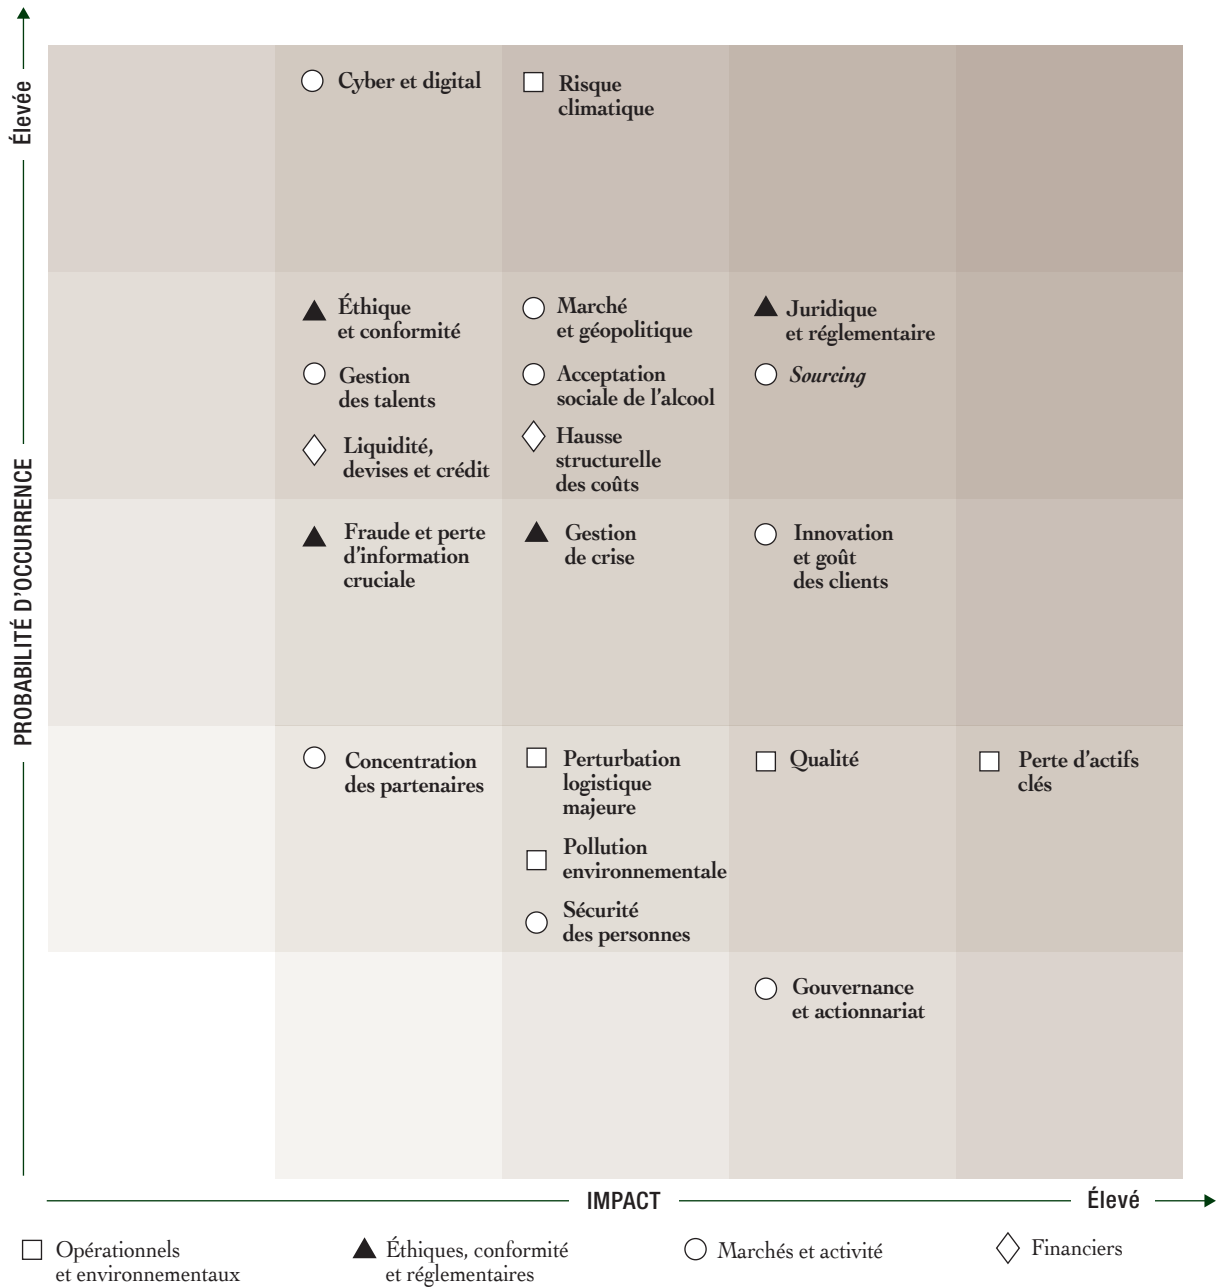 Élevée
PROBABILITÉ D'OCCURRENCE
Cyber et digital
Risque
climatique
Éthique
et conformité
Marché
et géopolitique
Juridique
et réglementaire
Gestion
des talents
Acceptation
sociale de l'alcool
Sourcing
Liquidité,
devises et crédit
Hausse
structurelle
des coûts
Fraude et perte
d'information
cruciale
Gestion
de crise
Innovation
et goût
des clients
Concentration
des partenaires
Perturbation
logistique
majeure
Qualité
Perte d'actifs
clés
Pollution
environnementale
Sécurité
des personnes
Gouvernance
et actionnariat
IMPACT
Élevé
Opérationnels
et environnementaux
Éthiques, conformité
et réglementaires
Marchés et activité
Financiers